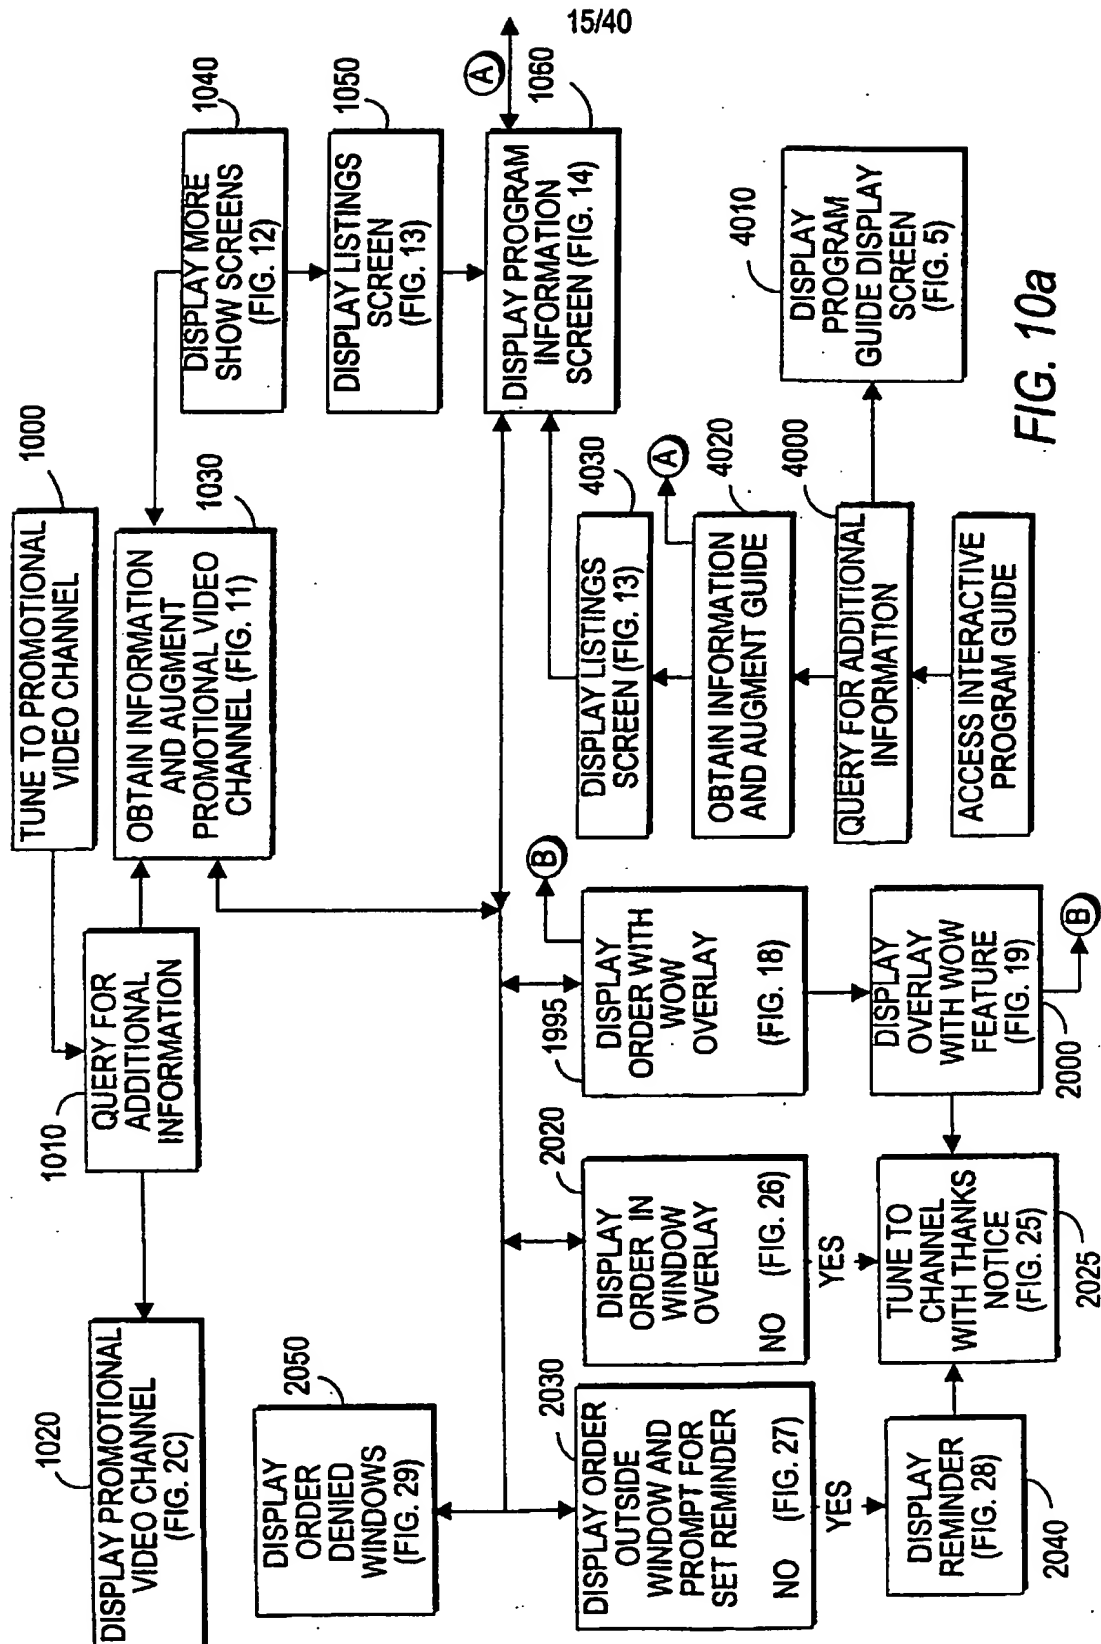 15/40
TUNE TO PROMOTIONAL
VIDEO CHANNEL
1000
1010
QUERY FOR
ADDITIONAL
INFORMATION
1020
DISPLAY PROMOTIONAL
VIDEO CHANNEL
(FIG. 2C)
OBTAIN INFORMATION
AND AUGMENT
PROMOTIONAL VIDEO
CHANNEL (FIG. 11)
1030
DISPLAY MORE
SHOW SCREENS
(FIG. 12)
1040
DISPLAY LISTINGS
SCREEN
(FIG. 13)
1050
DISPLAY PROGRAM
INFORMATION
SCREEN (FIG. 14)
1060
A
2050
DISPLAY
ORDER
DENIED
WINDOWS
(FIG. 29)
2030
DISPLAY ORDER
OUTSIDE
WINDOW AND
PROMPT FOR
SET REMINDER
NO (FIG. 27)
YES
DISPLAY
REMINDER
(FIG. 28)
2040
2020
DISPLAY
ORDER IN
WINDOW
OVERLAY
NO (FIG. 26)
YES
TUNE TO
CHANNEL
WITH THANKS
NOTICE
(FIG. 25)
2025
1995
DISPLAY
ORDER WITH
WOW
OVERLAY
(FIG. 18)
B
DISPLAY
OVERLAY
WITH WOW
FEATURE
(FIG. 19)
2000
B
DISPLAY LISTINGS
SCREEN (FIG. 13)
4030
OBTAIN INFORMATION
AND AUGMENT GUIDE
4020
A
QUERY FOR ADDITIONAL
INFORMATION
4000
ACCESS INTERACTIVE
PROGRAM GUIDE
4010
DISPLAY
PROGRAM
GUIDE DISPLAY
SCREEN
(FIG. 5)
FIG. 10a